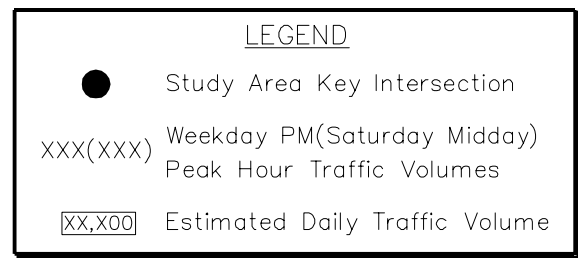 LEGEND
Study Area Key Intersection
XXX(XXX) Weekday PM(Saturday Midday)
Peak Hour Traffic Volumes
XX,X00 Estimated Daily Traffic Volume